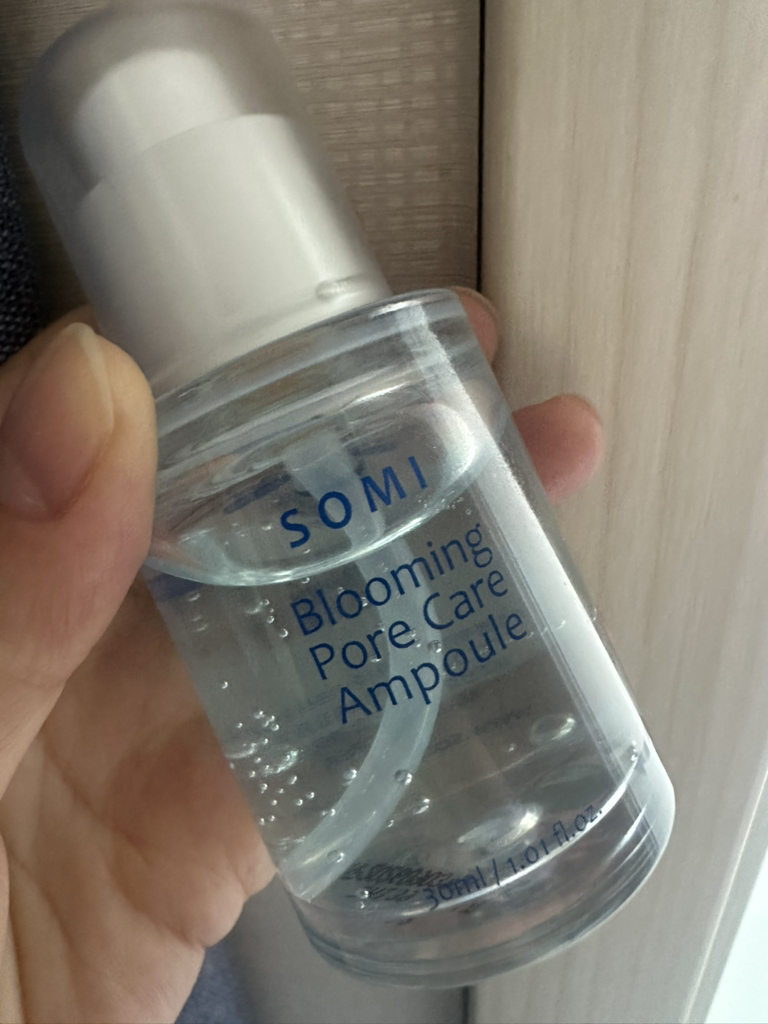 SOMI
Blooming
Pore Care
Ampoule
30ml / 1.01 fl.oz.